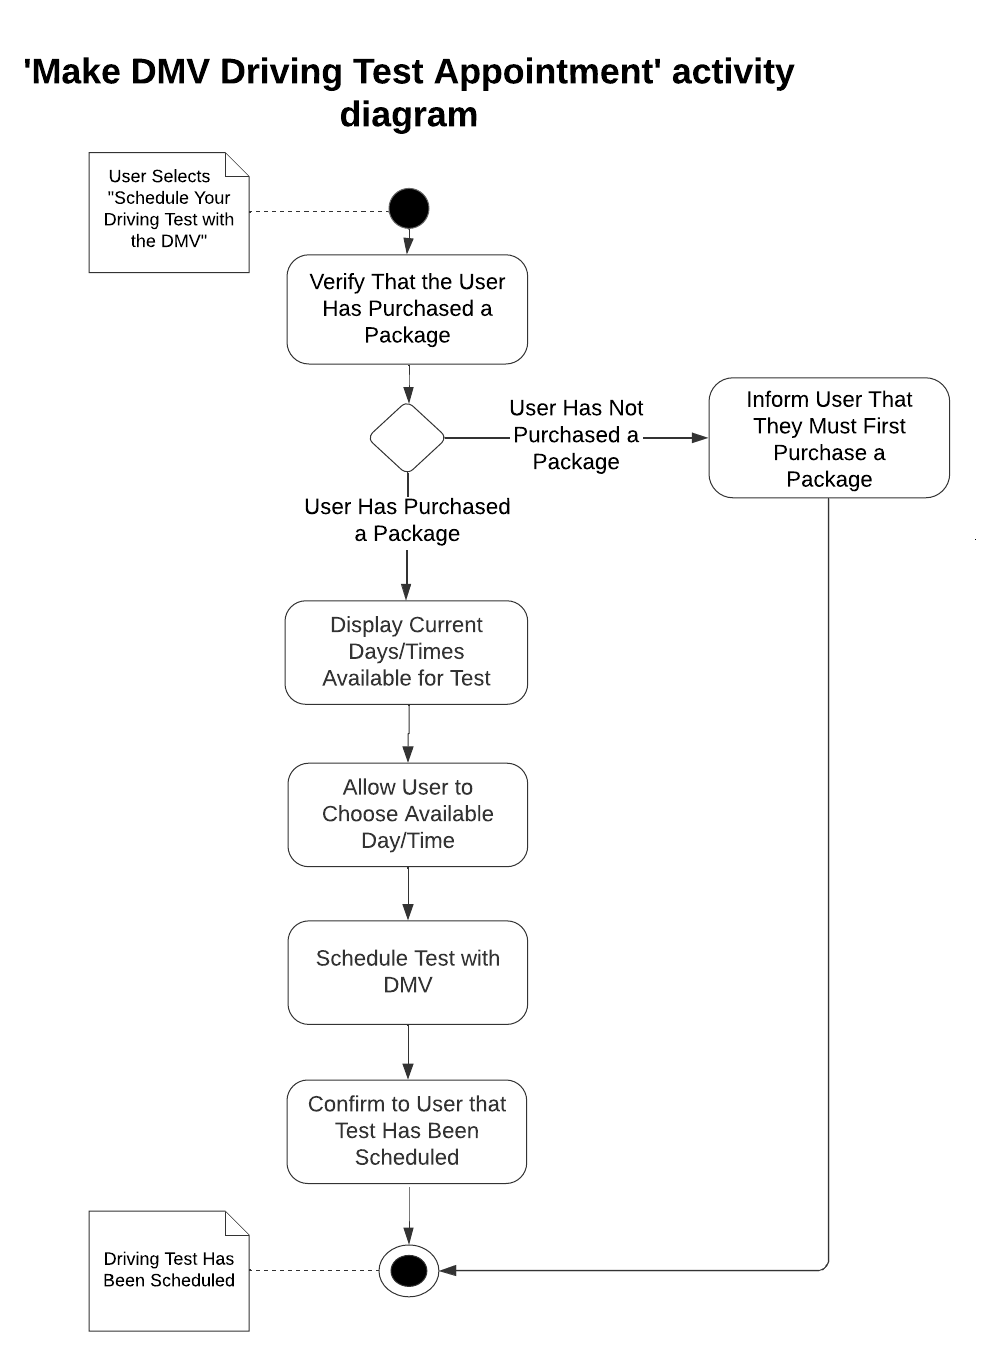 'Make DMV Driving Test Appointment' activity
diagram
User Selects
"Schedule Your
Driving Test with
the DMV"
Verify That the User
Has Purchased a
Package
User Has Not
Purchased a
Package
Inform User That
They Must First
Purchase a
Package
User Has Purchased
a Package
Display Current
Days/Times
Available for Test
Allow User to
Choose Available
Day/Time
Schedule Test with
DMV
Confirm to User that
Test Has Been
Scheduled
Driving Test Has
Been Scheduled